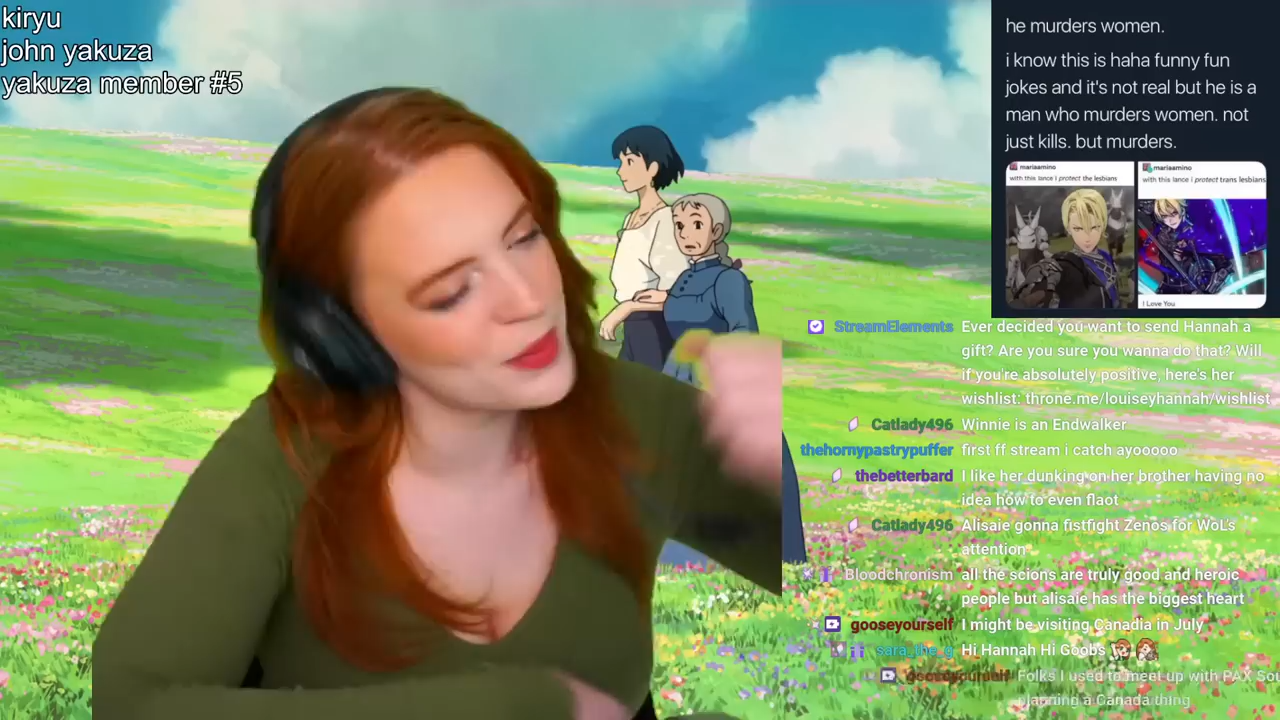 kiryu
john yakuza
yakuza member #5
he murders women.
i know this is haha funny fun
jokes and it's not real but he is a
man who murders women. not
just kills. but murders.
mariaamino
with this lance i protect the lesbians
mariaamino
with this lance i protect trans lesbians
I Love You
StreamElements Ever decided you want to send Hannah a
gift? Are you sure you wanna do that? Will
if you're absolutely positive, here's her
wishlist: throne.me/louiseyhannah/wishlist
Catlady496 Winnie is an Endwalker
thehornypastrypuffer first ff stream i catch ayooooo
thebetterbard I like her dunking on her brother having no
idea how to even flaot
Catlady496 Alisaie gonna fistfight Zenos for WoL's
attention
Bloodchronism all the scions are truly good and heroic
people but alisaie has the biggest heart
gooseyourself I might be visiting Canadia in July
sara_the_g Hi Hannah Hi Goobs
gooseyourself Folks I used to meet up with PAX Sou
planning a Canada thing